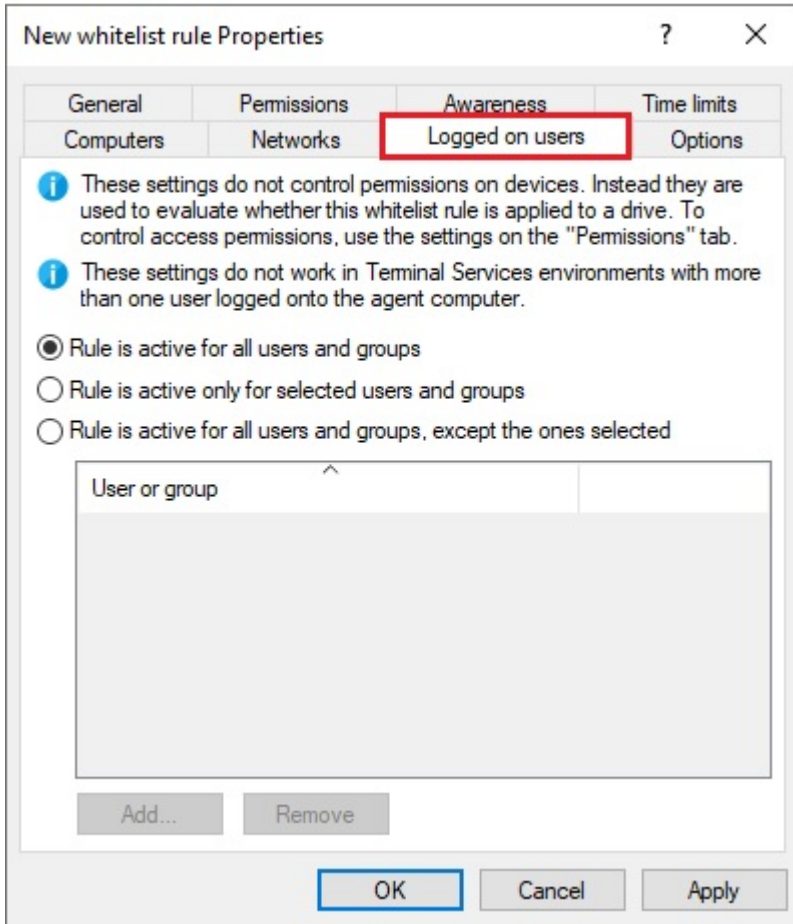 New whitelist rule Properties
?
General Permissions Awareness Time limits
Computers Networks Logged on users Options
These settings do not control permissions on devices. Instead they are
used to evaluate whether this whitelist rule is applied to a drive. To
control access permissions, use the settings on the "Permissions" tab.
These settings do not work in Terminal Services environments with more
than one user logged onto the agent computer.
Rule is active for all users and groups
Rule is active only for selected users and groups
Rule is active for all users and groups, except the ones selected
User or group
Add... Remove
OK Cancel Apply